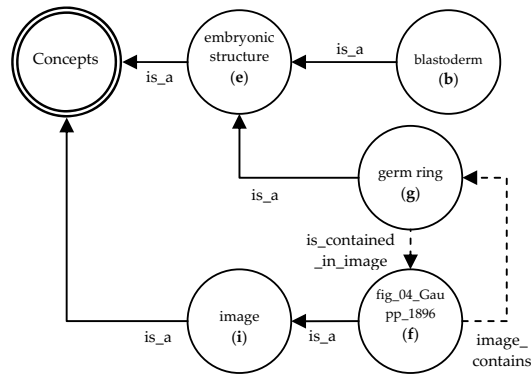 Concepts
embryonic
structure
(e)
blastoderm
(b)
is_a
is_a
germ ring
(g)
is_a
is_contained
_in_image
fig_04_Gau
pp_1896
(f)
image
(i)
is_a
is_a
image_
contains